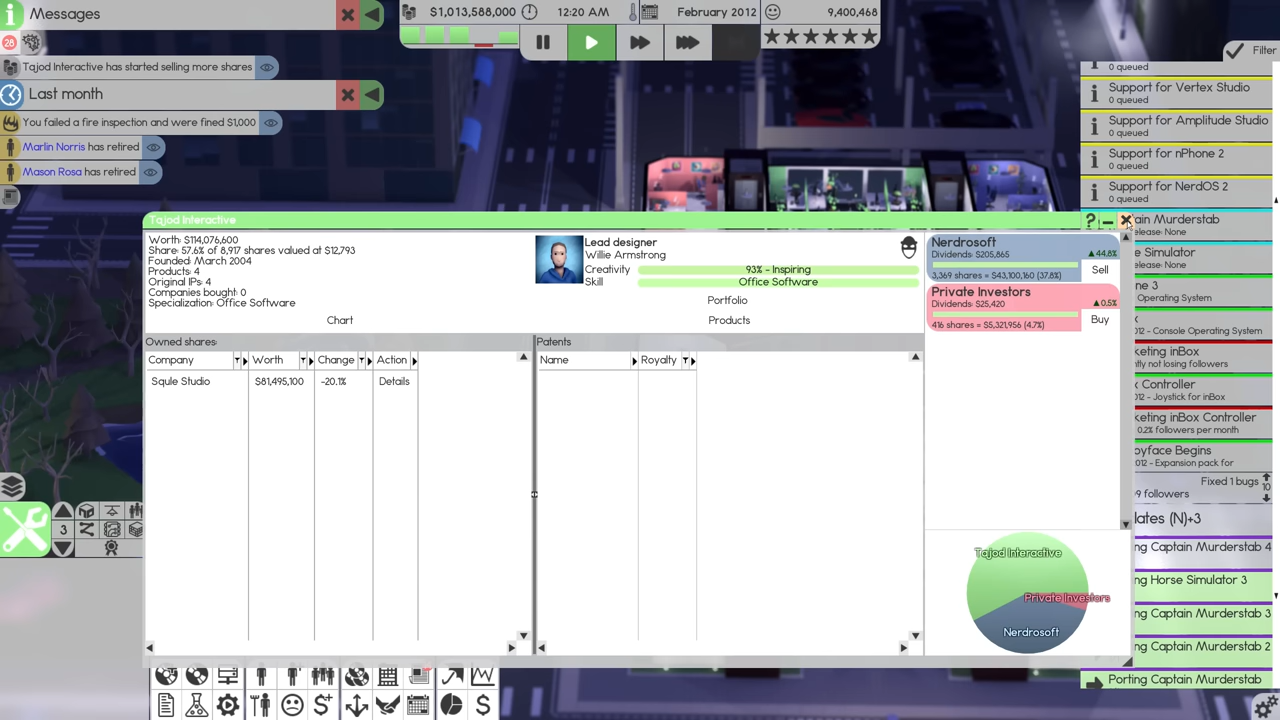 Messages
28
Tajod Interactive has started selling more shares
Last month
You failed a fire inspection and were fined $1,000
Marlin Norris has retired
Mason Rosa has retired
$1,013,588,000
12:20 AM
February 2012
9,400,468
Filter
0 queued
Support for Vertex Studio
0 queued
Support for Amplitude Studio
0 queued
Support for nPhone 2
0 queued
Support for NerdOS 2
0 queued
Tajod Interactive
?
Worth: $114,076,600
Share: 57.6% of 8,917 shares valued at $12,793
Founded: March 2004
Products: 4
Original IPs: 4
Companies bought: 0
Specialization: Office Software
Chart
Lead designer
Willie Armstrong
Creativity
93% - Inspiring
Skill
Office Software
Portfolio
Products
Nerdrosoft
Dividends: $205,865
▲44.8%
3,369 shares = $43,100,160 (37.8%)
Sell
Private Investors
Dividends: $25,420
▲0.5%
416 shares = $5,321,956 (4.7%)
Buy
Owned shares:
Company
Worth
Change
Action
Squle Studio
$81,495,100
-20.1%
Details
Patents
Name
Royalty
Tajod Interactive
Private Investors
Nerdrosoft
ain Murderstab
elease: None
e Simulator
elease: None
ne 3
Operating System
x
012 - Console Operating System
keting inBox
ntly not losing followers
x Controller
012 - Joystick for inBox
keting inBox Controller
0.2% followers per month
oyface Begins
012 - Expansion pack for
Fixed 1 bugs
10
9 followers
lates (N)+3
ng Captain Murderstab 4
ng Horse Simulator 3
ng Captain Murderstab 3
ng Captain Murderstab 2
Porting Captain Murderstab
3